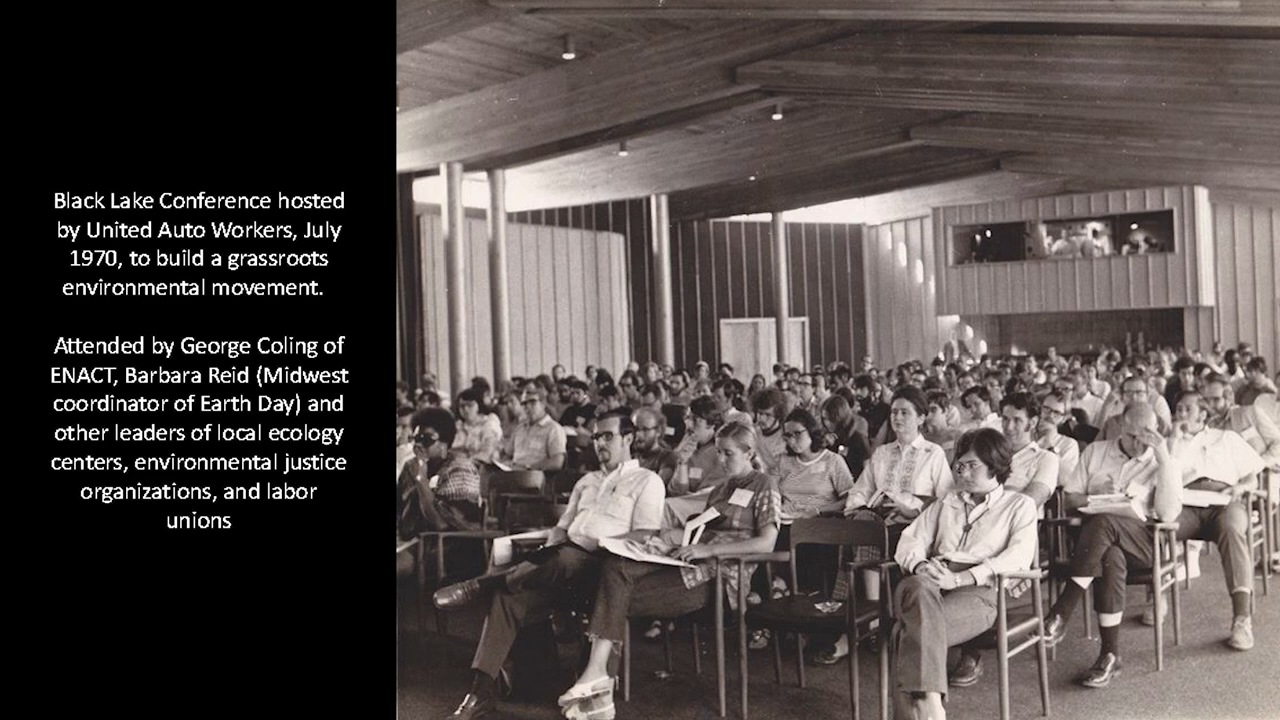 Black Lake Conference hosted
by United Auto Workers, July
1970, to build a grassroots
environmental movement.
Attended by George Coling of
ENACT, Barbara Reid (Midwest
coordinator of Earth Day) and
other leaders of local ecology
centers, environmental justice
organizations, and labor
unions